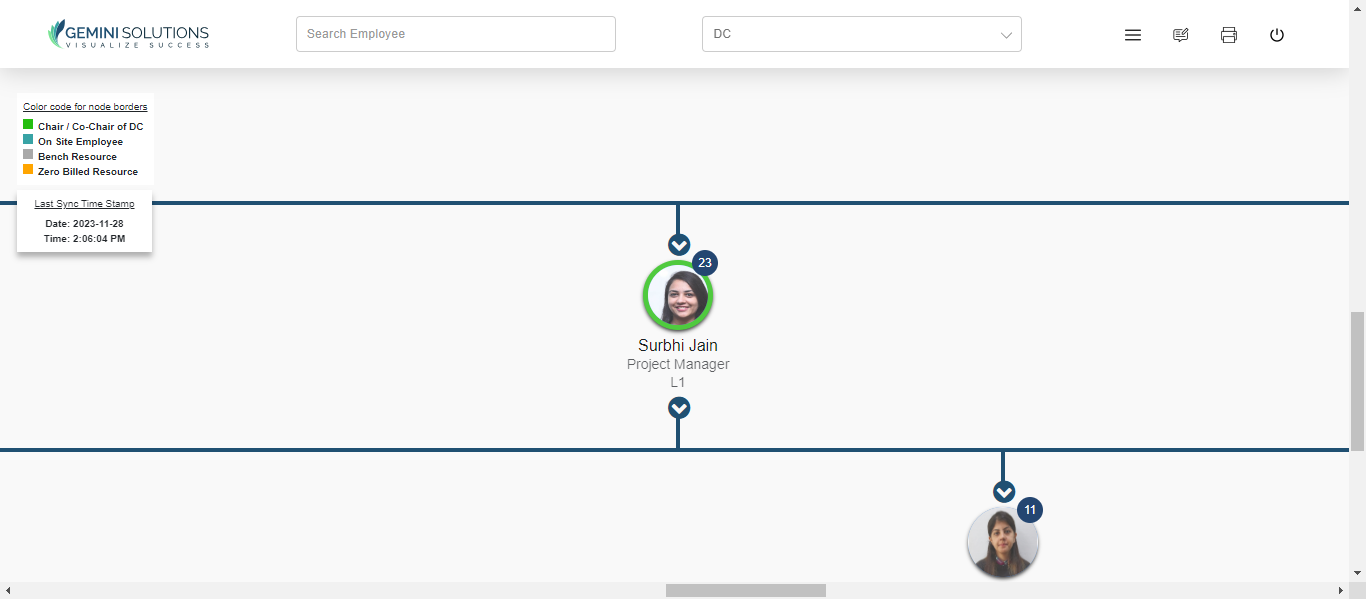 GEMINI SOLUTIONS
VISUALIZE SUCCESS
Search Employee
DC
Color code for node borders
Chair / Co-Chair of DC
On Site Employee
Bench Resource
Zero Billed Resource
Last Sync Time Stamp
Date: 2023-11-28
Time: 2:06:04 PM
23
Surbhi Jain
Project Manager
L1
11